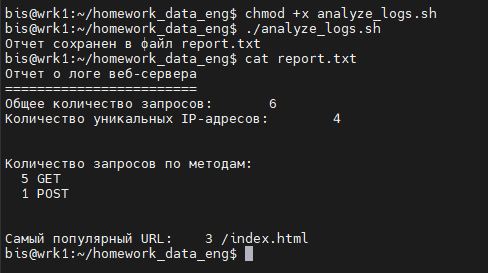 bis@wrk1:~/homework_data_eng$ chmod +x analyze_logs.sh
bis@wrk1:~/homework_data_eng$ ./analyze_logs.sh
Отчет сохранен в файл report.txt
bis@wrk1:~/homework_data_eng$ cat report.txt
Отчет о логе веб-сервера
========================
Общее количество запросов:       6
Количество уникальных IP-адресов:        4
Количество запросов по методам:
  5 GET
  1 POST
Самый популярный URL:    3 /index.html
bis@wrk1:~/homework_data_eng$